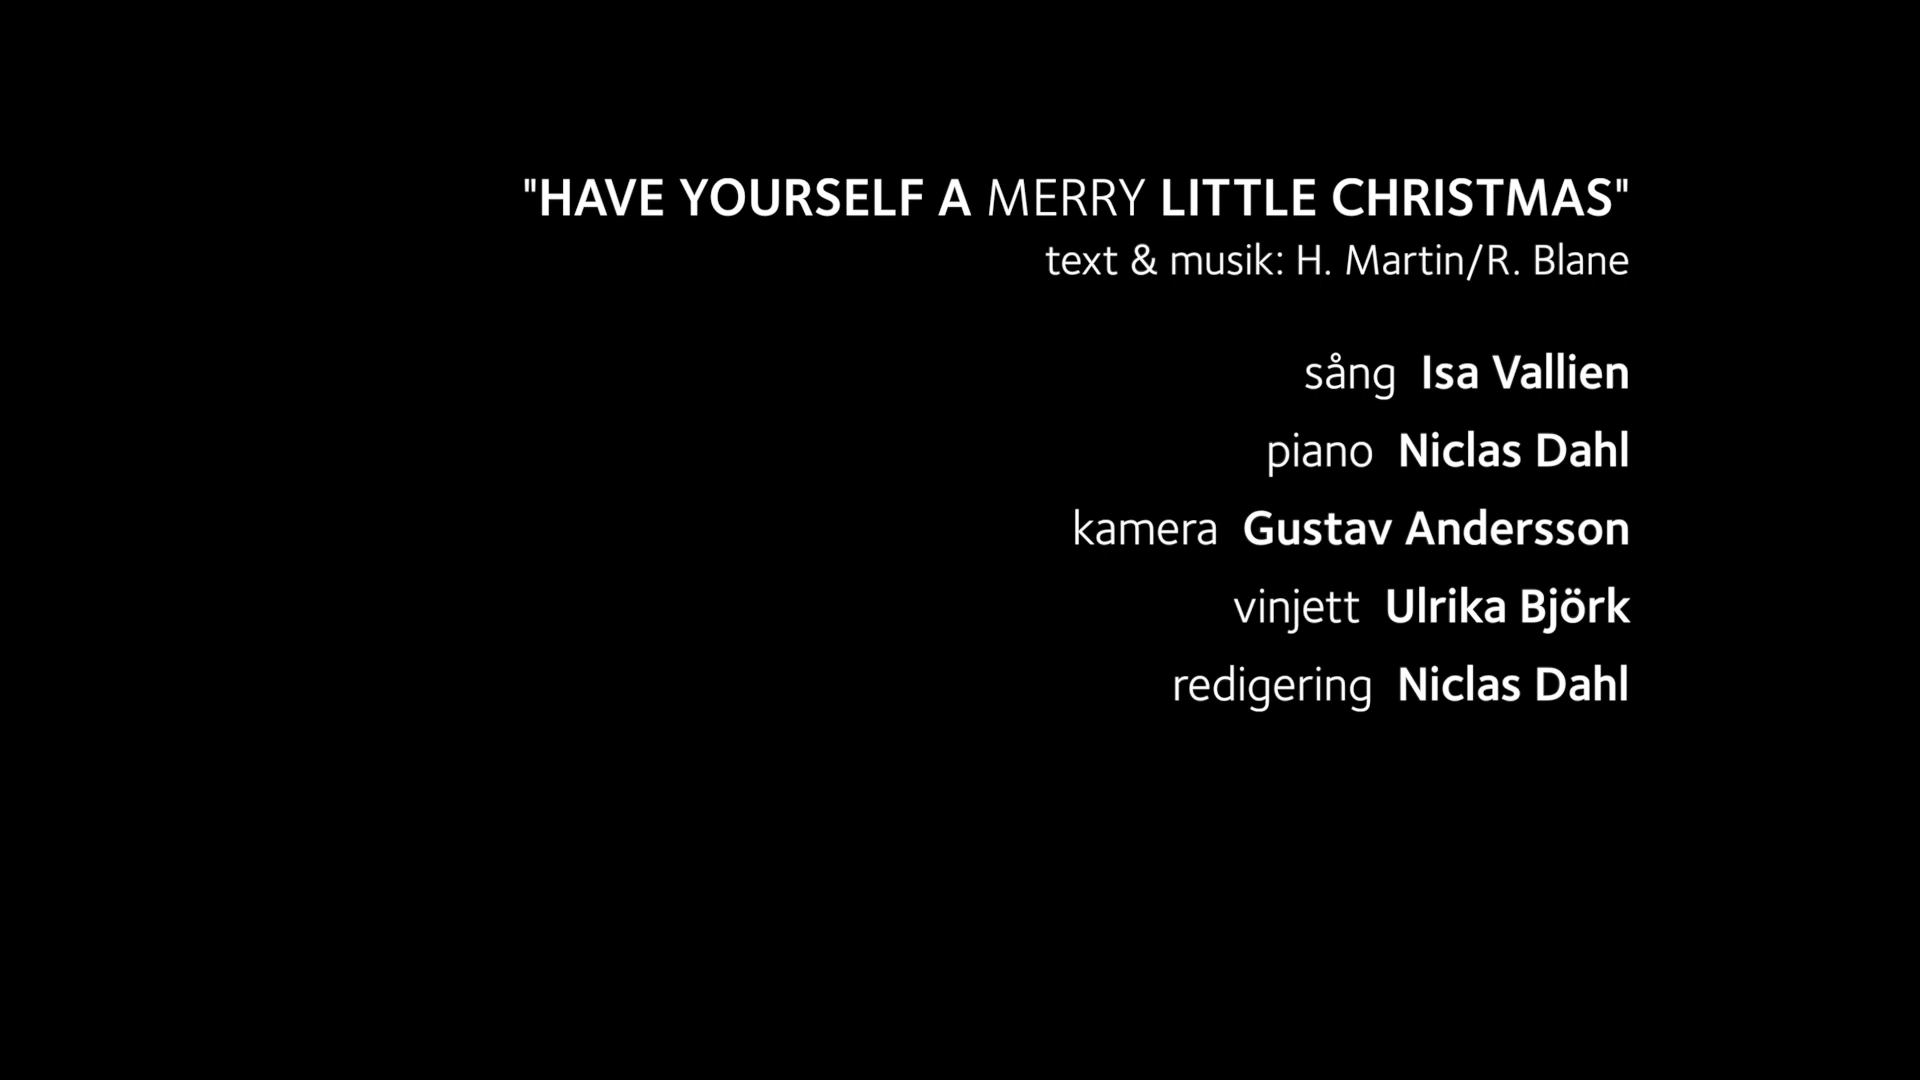 "HAVE YOURSELF A MERRY LITTLE CHRISTMAS"
text & musik: H. Martin/R. Blane
sång Isa Vallien
piano Niclas Dahl
kamera Gustav Andersson
vinjett Ulrika Björk
redigering Niclas Dahl